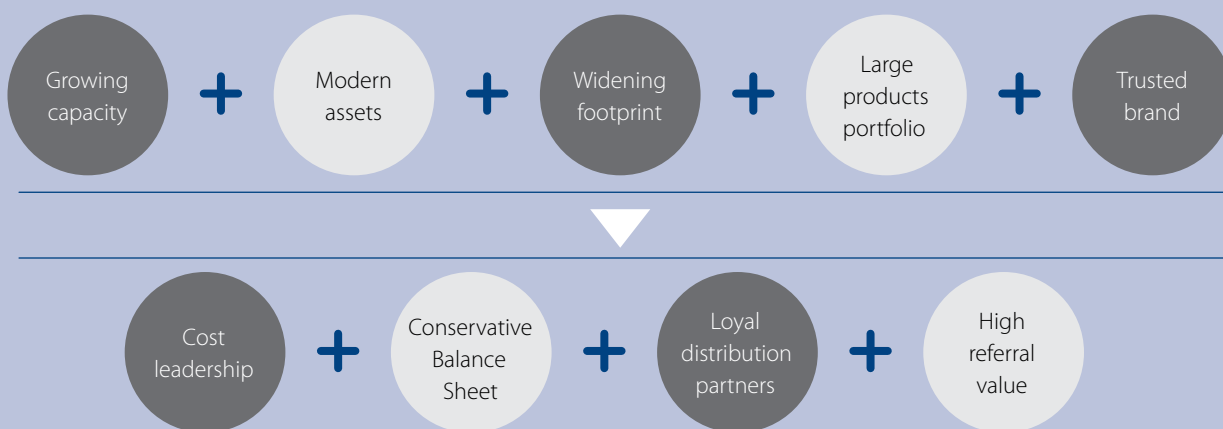 Growing
capacity
Modern
assets
Widening
footprint
Large
products
portfolio
Trusted
brand
Cost
leadership
Conservative
Balance
Sheet
Loyal
distribution
partners
High
referral
value